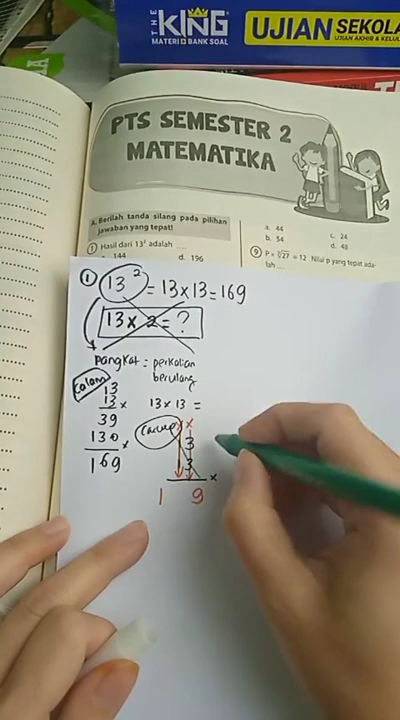 THE KING
MATERI & BANK SOAL
UJIAN SEKOLA
UJIAN AKHIR & KELU
PTS SEMESTER 2
MATEMATIKA
A. Berilah tanda silang pada pilihan
jawaban yang tepat!
1 Hasil dari 13² adalah ....
144
d. 196
a. 44
c. 24
b. 54
d. 48
9 P × ∛27 = 12. Nilai p yang tepat ada-
lah ....
1 13² = 13 x 13 = 169
13 x 2 = ?
pangkat = perkalian
berulang
13
13 x
39
130
169
13 x 13 =
3
3
x
1 9